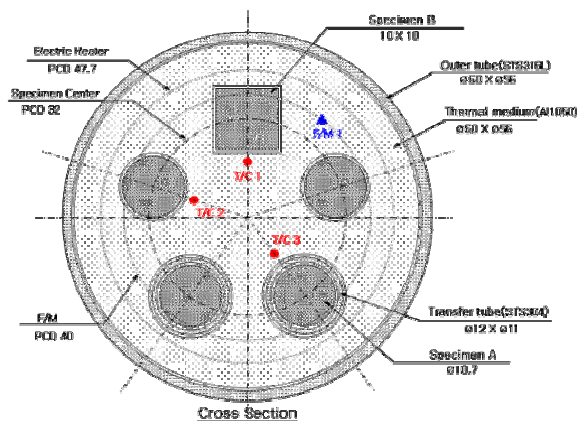 Specimen B
10 X 10
Electric Heater
PCD 47.7
Outer tube(STS316L)
ø60 X ø56
Specimen Center
PCD 32
Thermal medium(Al1050)
ø50 X ø56
F/M 1
T/C 1
T/C 2
T/C 3
F/M
PCD 40
Transfer tube(STS304)
ø12 X ø11
Specimen A
ø10.7
Cross Section